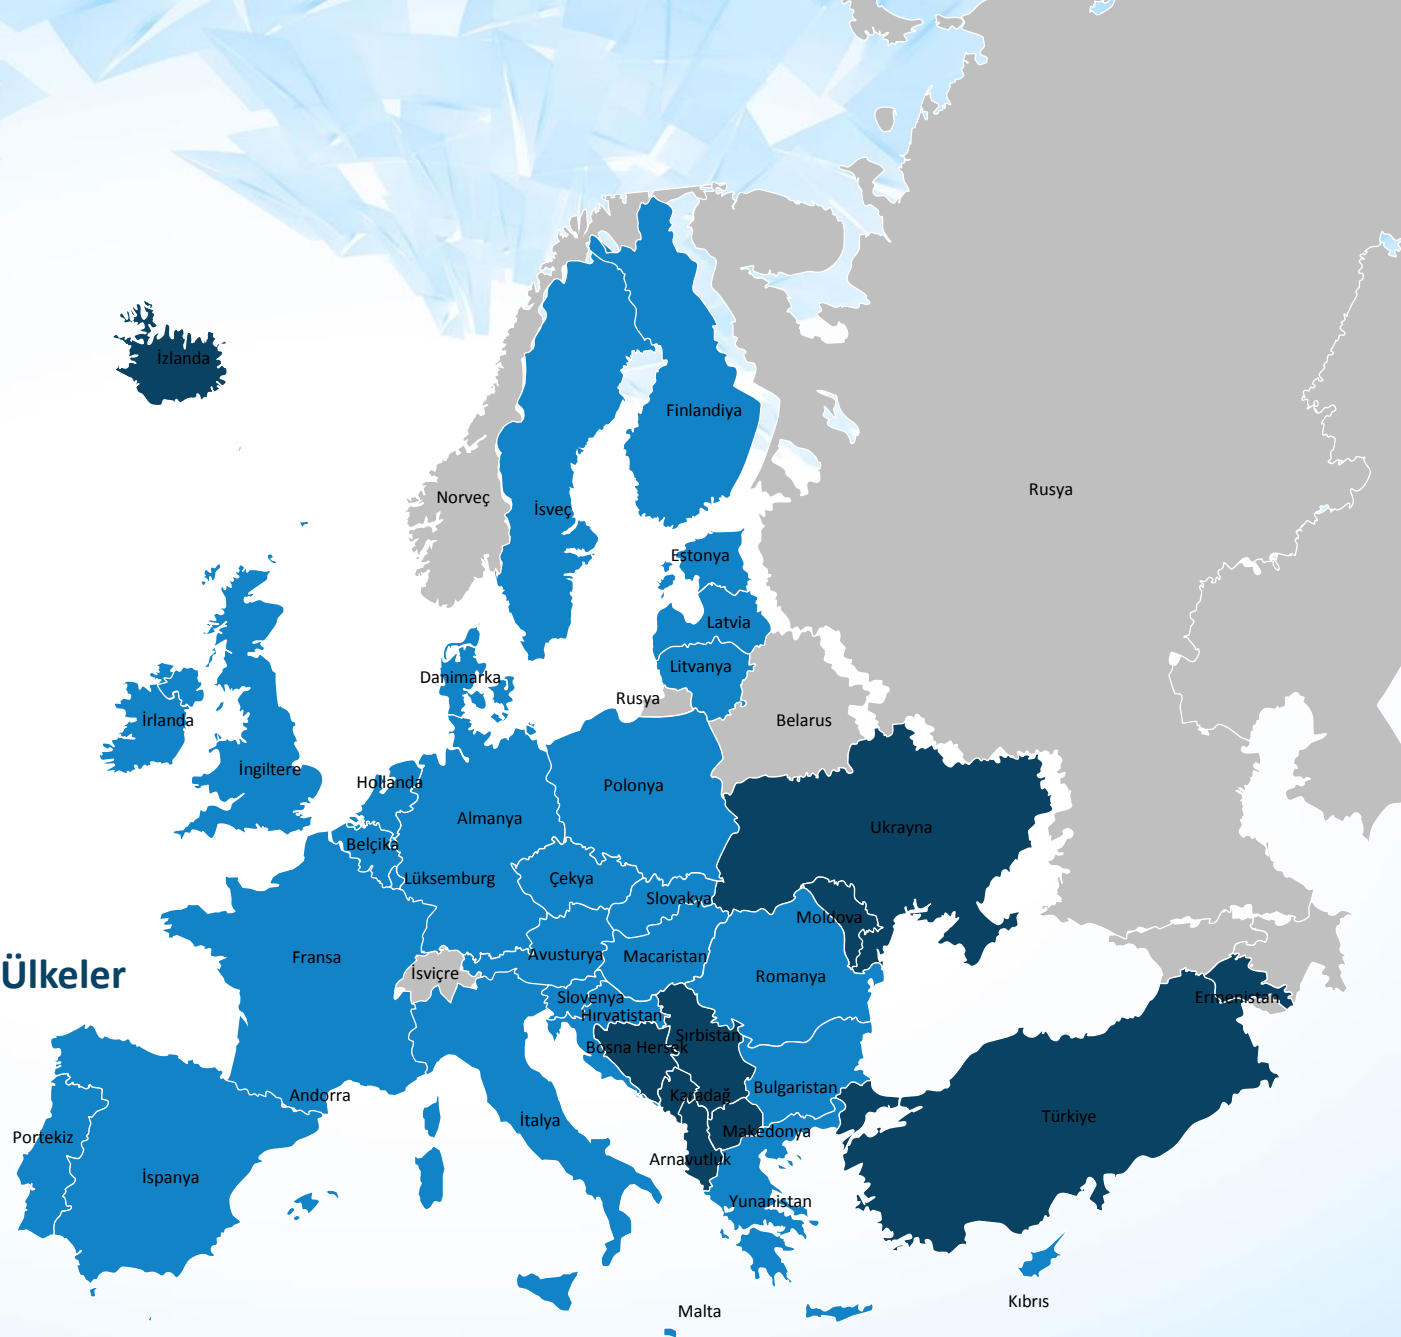 İzlanda
Finlandiya
Rusya
Norveç
İsveç
Estonya
Latvia
Litvanya
Danimarka
Rusya
İrlanda
Belarus
İngiltere
Hollanda
Polonya
Almanya
Ukrayna
Belçika
Lüksemburg
Çekya
Slovakya
Moldova
Fransa
Avusturya
Macaristan
Ülkeler
İsviçre
Romanya
Slovenya
Ermenistan
Hırvatistan
Sırbistan
Bosna Hersek
Bulgaristan
Andorra
Karadağ
Türkiye
İtalya
Makedonya
Portekiz
Arnavutluk
İspanya
Yunanistan
Kıbrıs
Malta